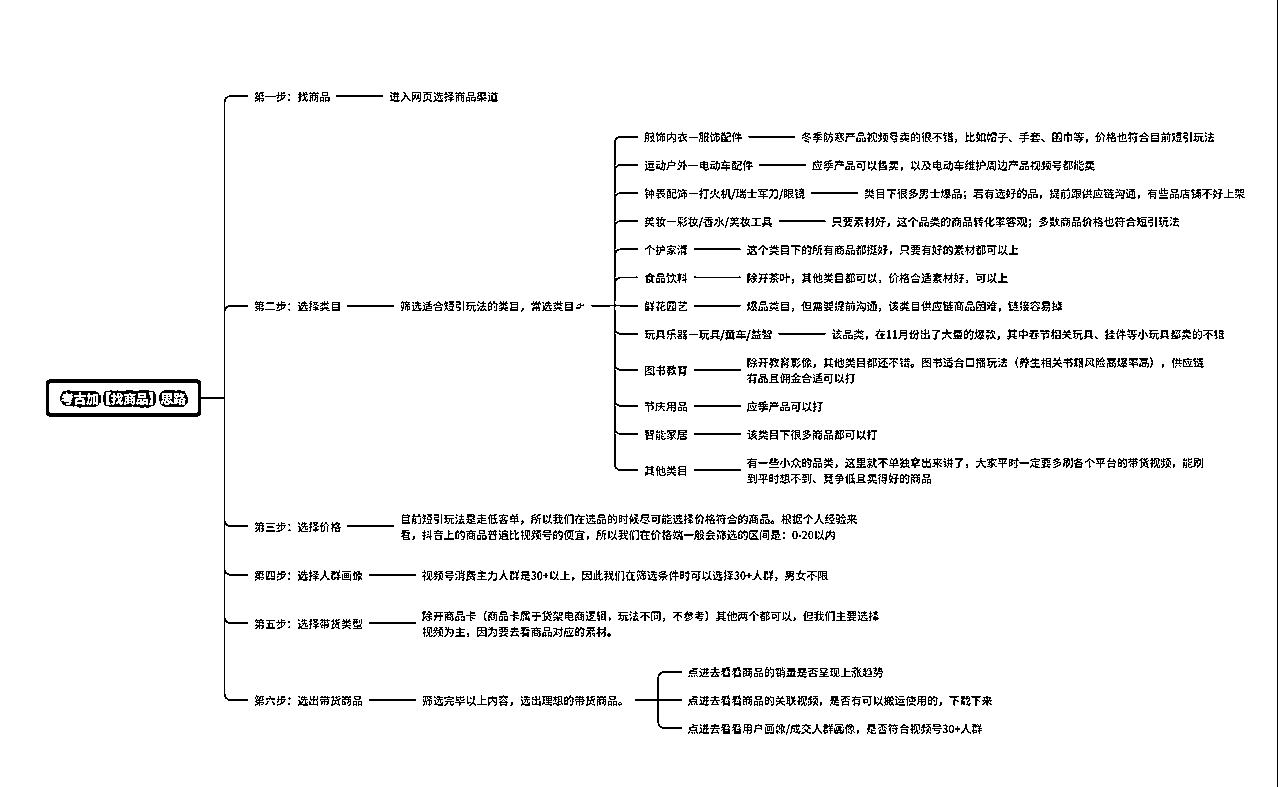 考古加【找商品】思路
第一步：找商品
进入网页选择商品渠道
第二步：选择类目
筛选适合短引玩法的类目，常选类目
服饰内衣—服饰配件
冬季防寒产品视频号卖的很不错，比如帽子、手套、围巾等，价格也符合目前短引玩法
运动户外—电动车配件
应季产品可以售卖，以及电动车维护周边产品视频号都能卖
钟表配饰—打火机/瑞士军刀/眼镜
类目下很多男士爆品；若有选好的品，提前跟供应链沟通，有些品店铺不好上架
美妆—彩妆/香水/美妆工具
只要素材好，这个品类的商品转化率客观；多数商品价格也符合短引玩法
个护家清
这个类目下的所有商品都挺好，只要有好的素材都可以上
食品饮料
除开茶叶，其他类目都可以，价格合适素材好，可以上
鲜花园艺
爆品类目，但需要提前沟通，该类目供应链商品困难，链接容易掉
玩具乐器—玩具/童车/益智
该品类，在11月份出了大量的爆款，其中春节相关玩具、挂件等小玩具都卖的不错
图书教育
除开教育影像，其他类目都还不错。图书适合口播玩法（养生相关书籍风险高爆率高），供应链
有品且佣金合适可以打
节庆用品
应季产品可以打
智能家居
该类目下很多商品都可以打
其他类目
有一些小众的品类，这里就不单独拿出来讲了，大家平时一定要多刷各个平台的带货视频，能刷
到平时想不到、竞争低且卖得好的商品
第三步：选择价格
目前短引玩法是走低客单，所以我们在选品的时候尽可能选择价格符合的商品。根据个人经验来
看，抖音上的商品普遍比视频号的便宜，所以我们在价格端一般会筛选的区间是：0-20以内
第四步：选择人群画像
视频号消费主力人群是30+以上，因此我们在筛选条件时可以选择30+人群，男女不限
第五步：选择带货类型
除开商品卡（商品卡属于货架电商逻辑，玩法不同，不参考）其他两个都可以，但我们主要选择
视频为主，因为要去看商品对应的素材。
第六步：选出带货商品
筛选完毕以上内容，选出理想的带货商品。
点进去看看商品的销量是否呈现上涨趋势
点进去看看商品的关联视频，是否有可以搬运使用的，下载下来
点进去看看用户画像/成交人群画像，是否符合视频号30+人群